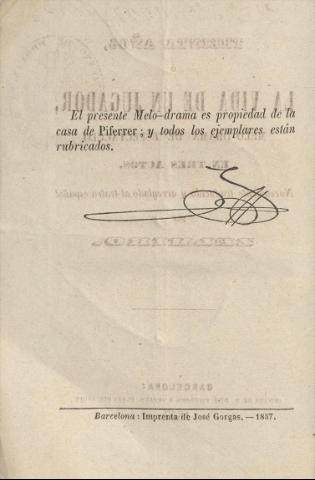 El presente Melo-drama es propiedad de la
casa de Piferrer; y todos los ejemplares están
rubricados.
Barcelona: Imprenta de José Gorgas. — 1857.